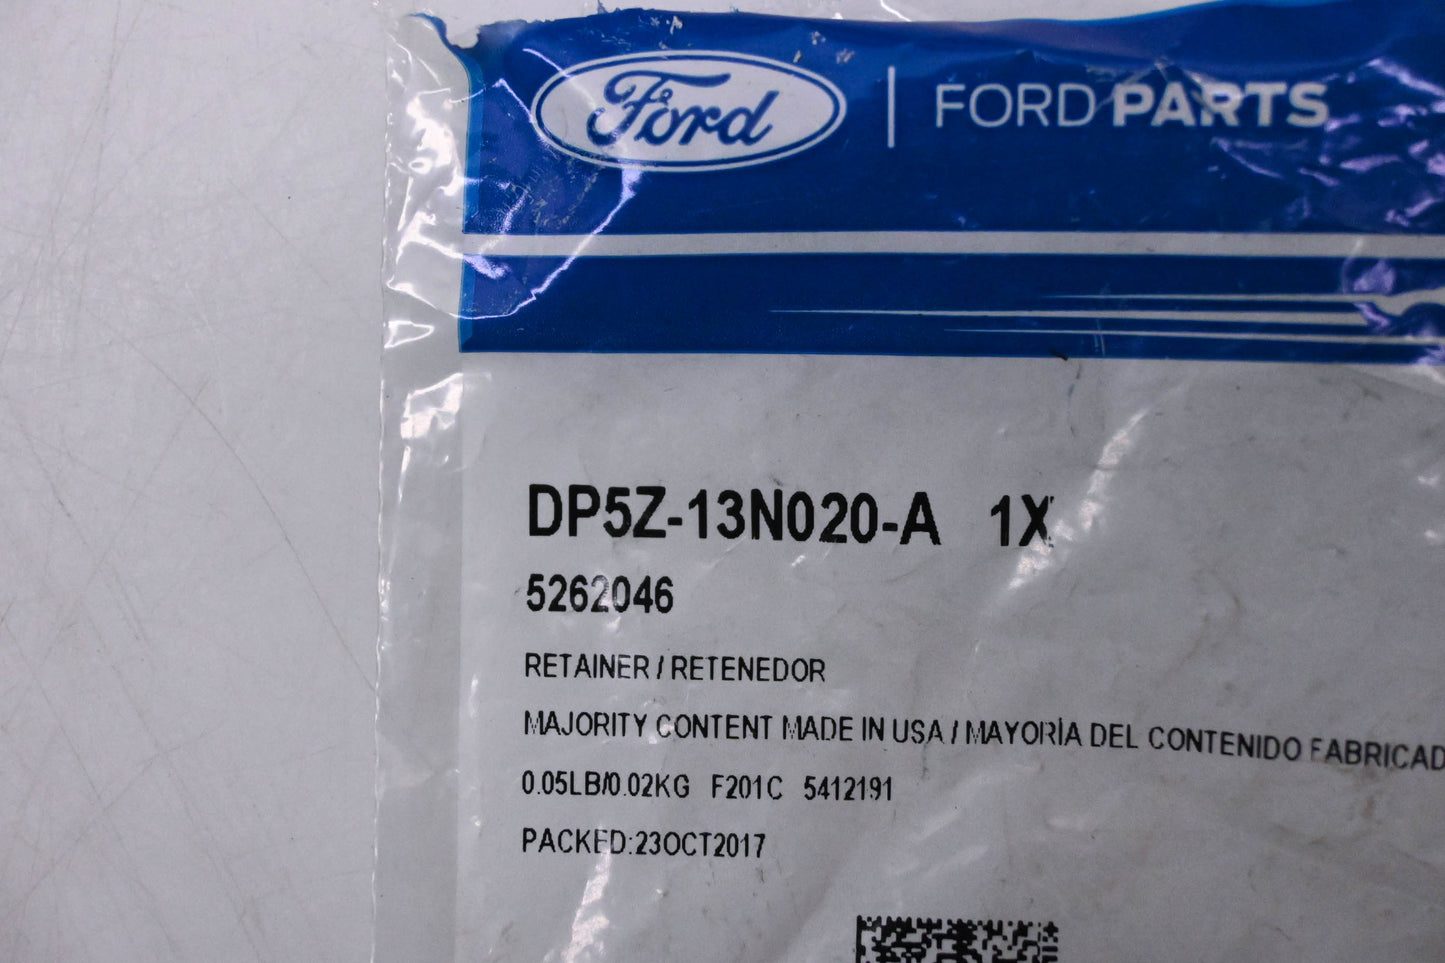 Ford | FORD PARTS
DP5Z-13N020-A 1X
5262046
RETAINER / RETENEDOR
MAJORITY CONTENT MADE IN USA / MAYORÍA DEL CONTENIDO FABRICAD
0.05LB/0.02KG F201C 5412191
PACKED:23OCT2017